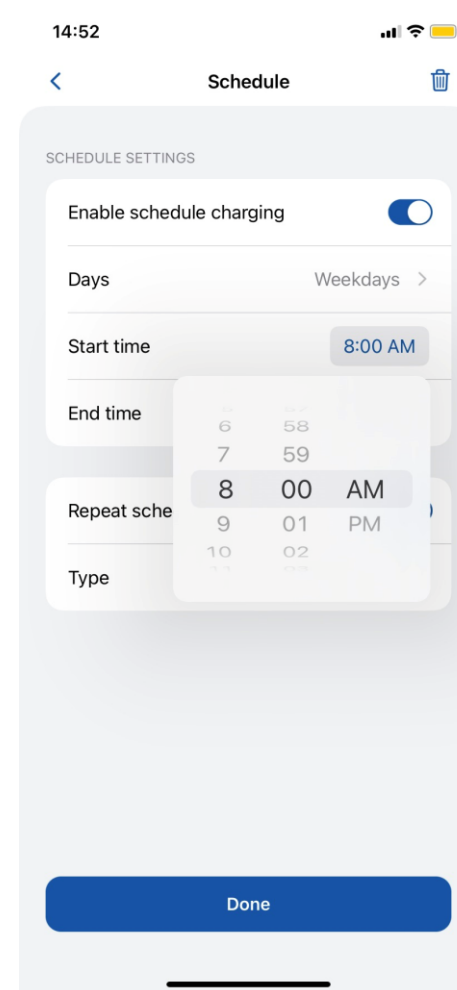 14:52
Schedule
SCHEDULE SETTINGS
Enable schedule charging
Days Weekdays
Start time 8:00 AM
End time
6 58
7 59
8 00 AM
Repeat sche
9 01 PM
10 02
Type
Done